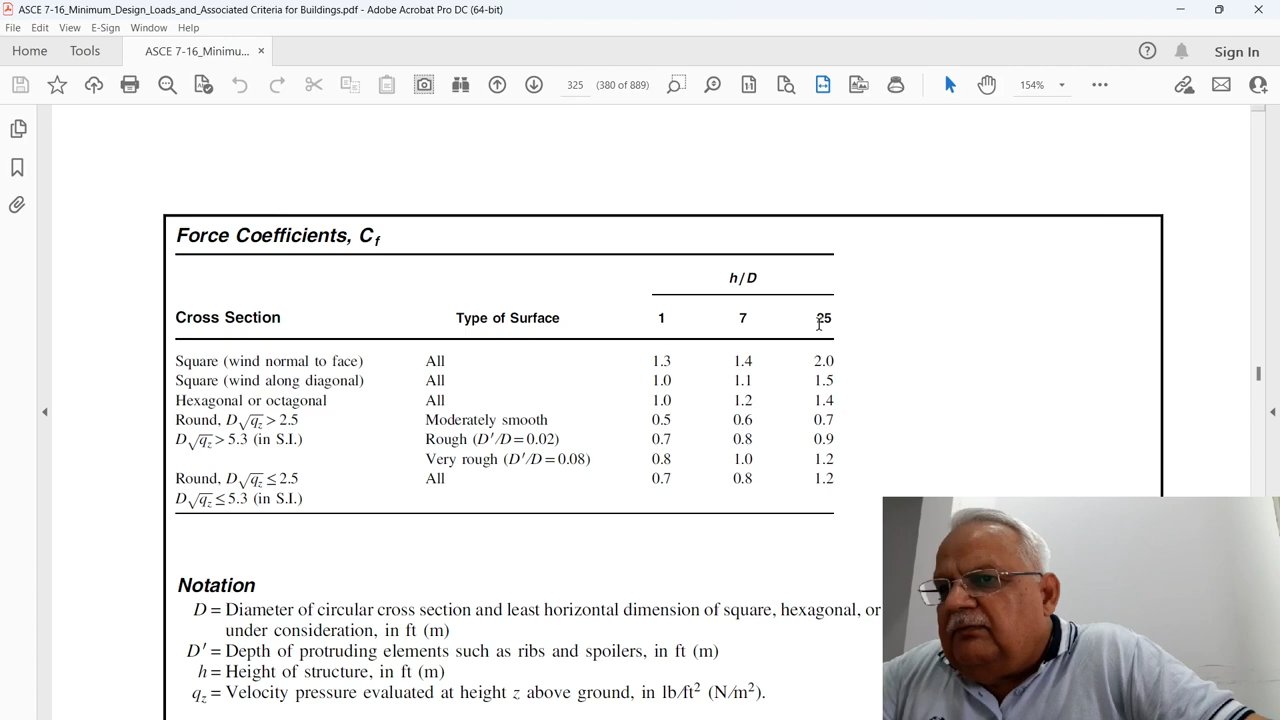 ASCE 7-16_Minimum_Design_Loads_and_Associated Criteria for Buildings.pdf - Adobe Acrobat Pro DC (64-bit)
File Edit View E-Sign Window Help
Home Tools ASCE 7-16_Minimu... × Sign In
325 (380 of 889) 154%
Force Coefficients, Cf
h/D
Cross Section Type of Surface 1 7 25
Square (wind normal to face) All 1.3 1.4 2.0
Square (wind along diagonal) All 1.0 1.1 1.5
Hexagonal or octagonal All 1.0 1.2 1.4
Round, D√qz > 2.5 Moderately smooth 0.5 0.6 0.7
D√qz > 5.3 (in S.I.) Rough (D′/D=0.02) 0.7 0.8 0.9
Very rough (D′/D=0.08) 0.8 1.0 1.2
Round, D√qz ≤ 2.5 All 0.7 0.8 1.2
D√qz ≤ 5.3 (in S.I.)
Notation
D = Diameter of circular cross section and least horizontal dimension of square, hexagonal, or
under consideration, in ft (m)
D′ = Depth of protruding elements such as ribs and spoilers, in ft (m)
h = Height of structure, in ft (m)
qz = Velocity pressure evaluated at height z above ground, in lb/ft² (N/m²).